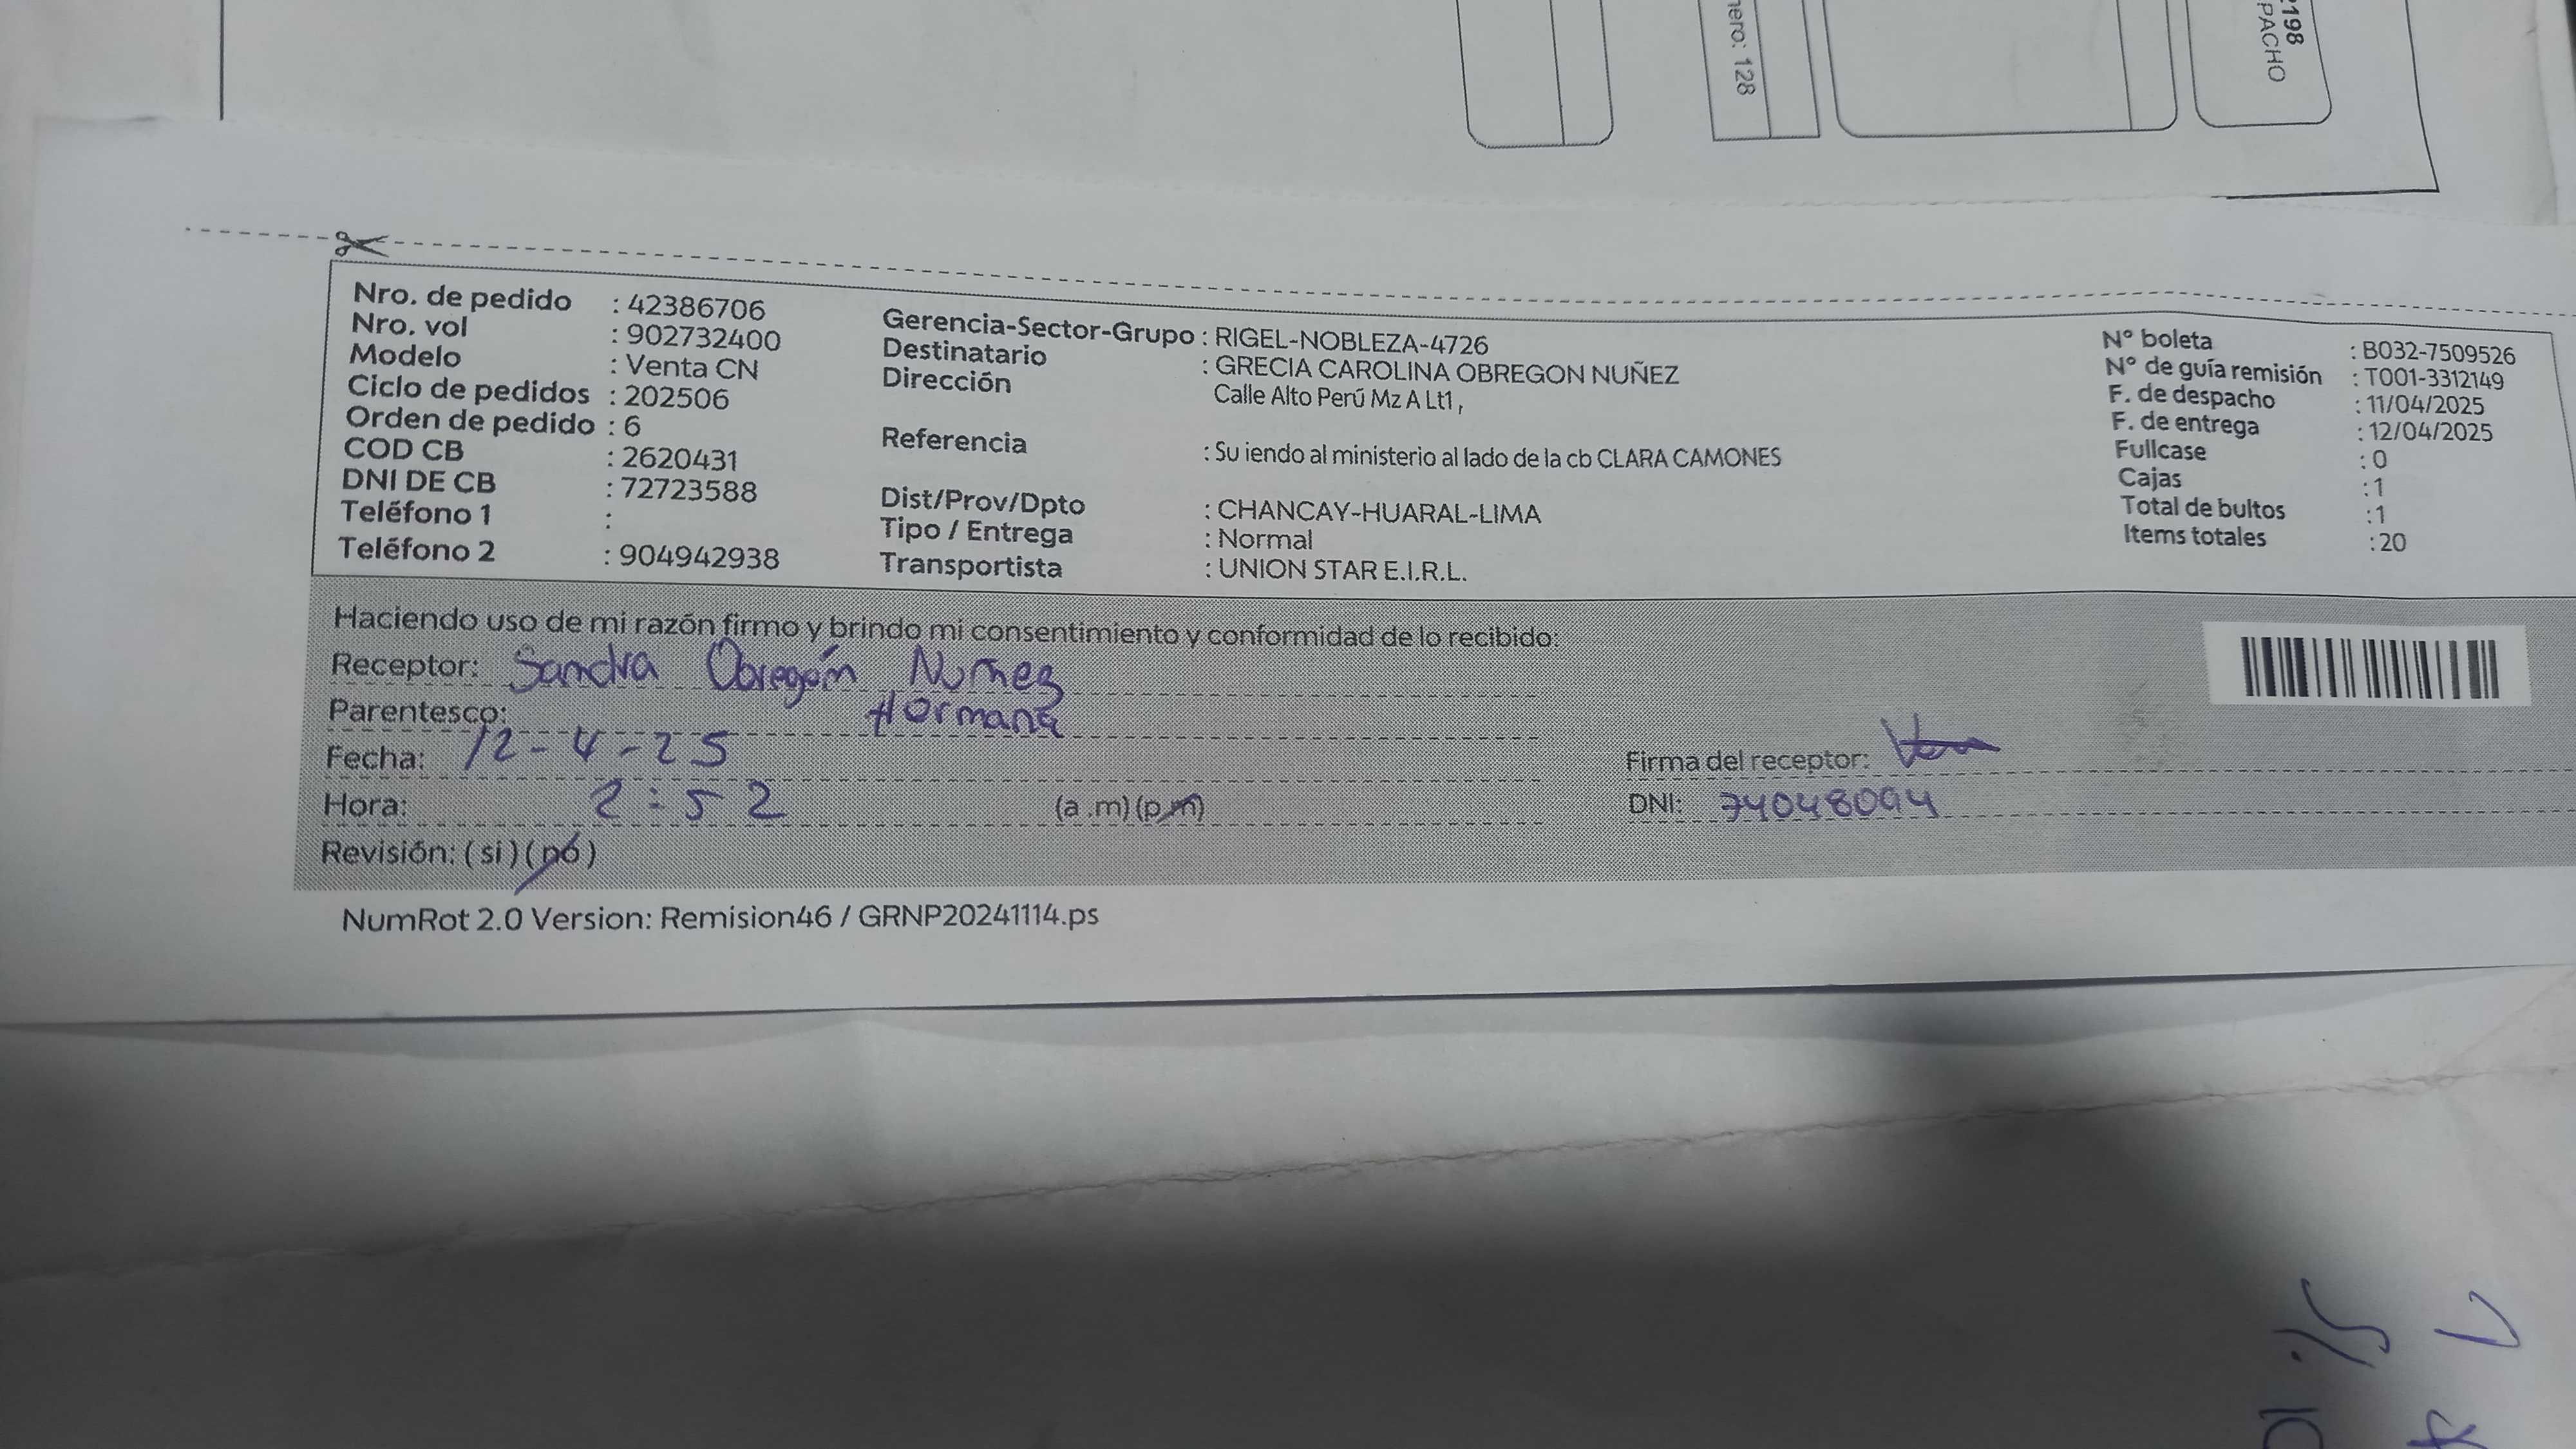 nero: 128
2198
PACHO
Nro. de pedido : 42386706
Nro. vol : 902732400
Modelo : Venta CN
Ciclo de pedidos : 202506
Orden de pedido : 6
COD CB : 2620431
DNI DE CB : 72723588
Teléfono 1 :
Teléfono 2 : 904942938
Gerencia-Sector-Grupo : RIGEL-NOBLEZA-4726
Destinatario : GRECIA CAROLINA OBREGON NUÑEZ
Dirección Calle Alto Perú Mz A Lt1 ,
Referencia : Su iendo al ministerio al lado de la cb CLARA CAMONES
Dist/Prov/Dpto : CHANCAY-HUARAL-LIMA
Tipo / Entrega : Normal
Transportista : UNION STAR E.I.R.L.
N° boleta : B032-7509526
N° de guía remisión : T001-3312149
F. de despacho : 11/04/2025
F. de entrega : 12/04/2025
Fullcase : 0
Cajas : 1
Total de bultos : 1
Items totales : 20
Haciendo uso de mi razón firmo y brindo mi consentimiento y conformidad de lo recibido:
Receptor: Sandra Obregón Nuñez
Parentesco: Hermana
Fecha: 12-4-25
Hora: 2:52 (a .m) (p.m)
Revisión: ( si ) ( no )
Firma del receptor:
DNI: 74048094
NumRot 2.0 Version: Remision46 / GRNP20241114.ps